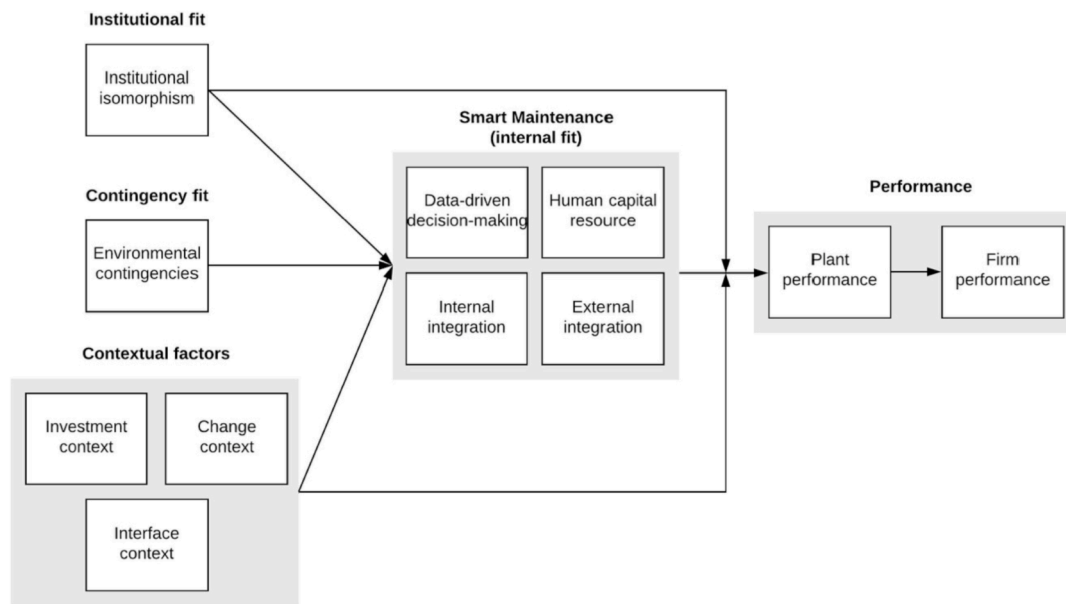 Institutional fit
Institutional
isomorphism
Contingency fit
Environmental
contingencies
Contextual factors
Investment
context
Change
context
Interface
context
Smart Maintenance
(internal fit)
Data-driven
decision-making
Human capital
resource
Internal
integration
External
integration
Performance
Plant
performance
Firm
performance